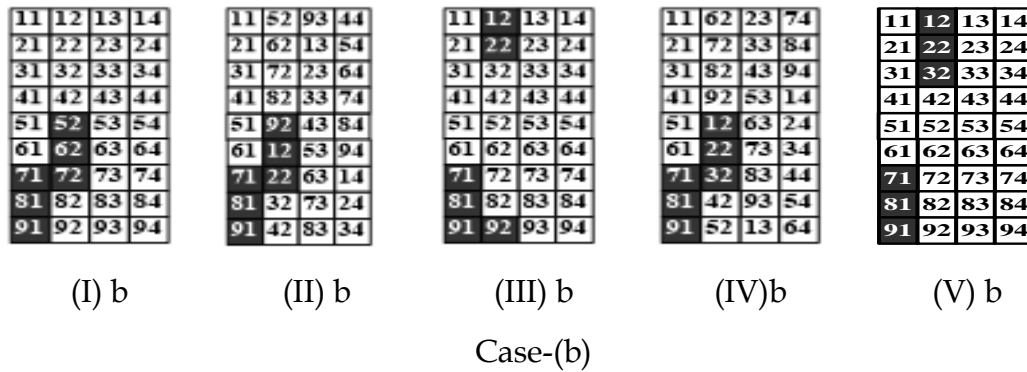 11 12 13 14 11 52 93 44 11 12 13 14 11 62 23 74 11 12 13 14
21 22 23 24 21 62 13 54 21 22 23 24 21 72 33 84 21 22 23 24
31 32 33 34 31 72 23 64 31 32 33 34 31 82 43 94 31 32 33 34
41 42 43 44 41 82 33 74 41 42 43 44 41 92 53 14 41 42 43 44
51 52 53 54 51 92 43 84 51 52 53 54 51 12 63 24 51 52 53 54
61 62 63 64 61 12 53 94 61 62 63 64 61 22 73 34 61 62 63 64
71 72 73 74 71 22 63 14 71 72 73 74 71 32 83 44 71 72 73 74
81 82 83 84 81 32 73 24 81 82 83 84 81 42 93 54 81 82 83 84
91 92 93 94 91 42 83 34 91 92 93 94 91 52 13 64 91 92 93 94
(I) b (II) b (III) b (IV)b (V) b
Case-(b)